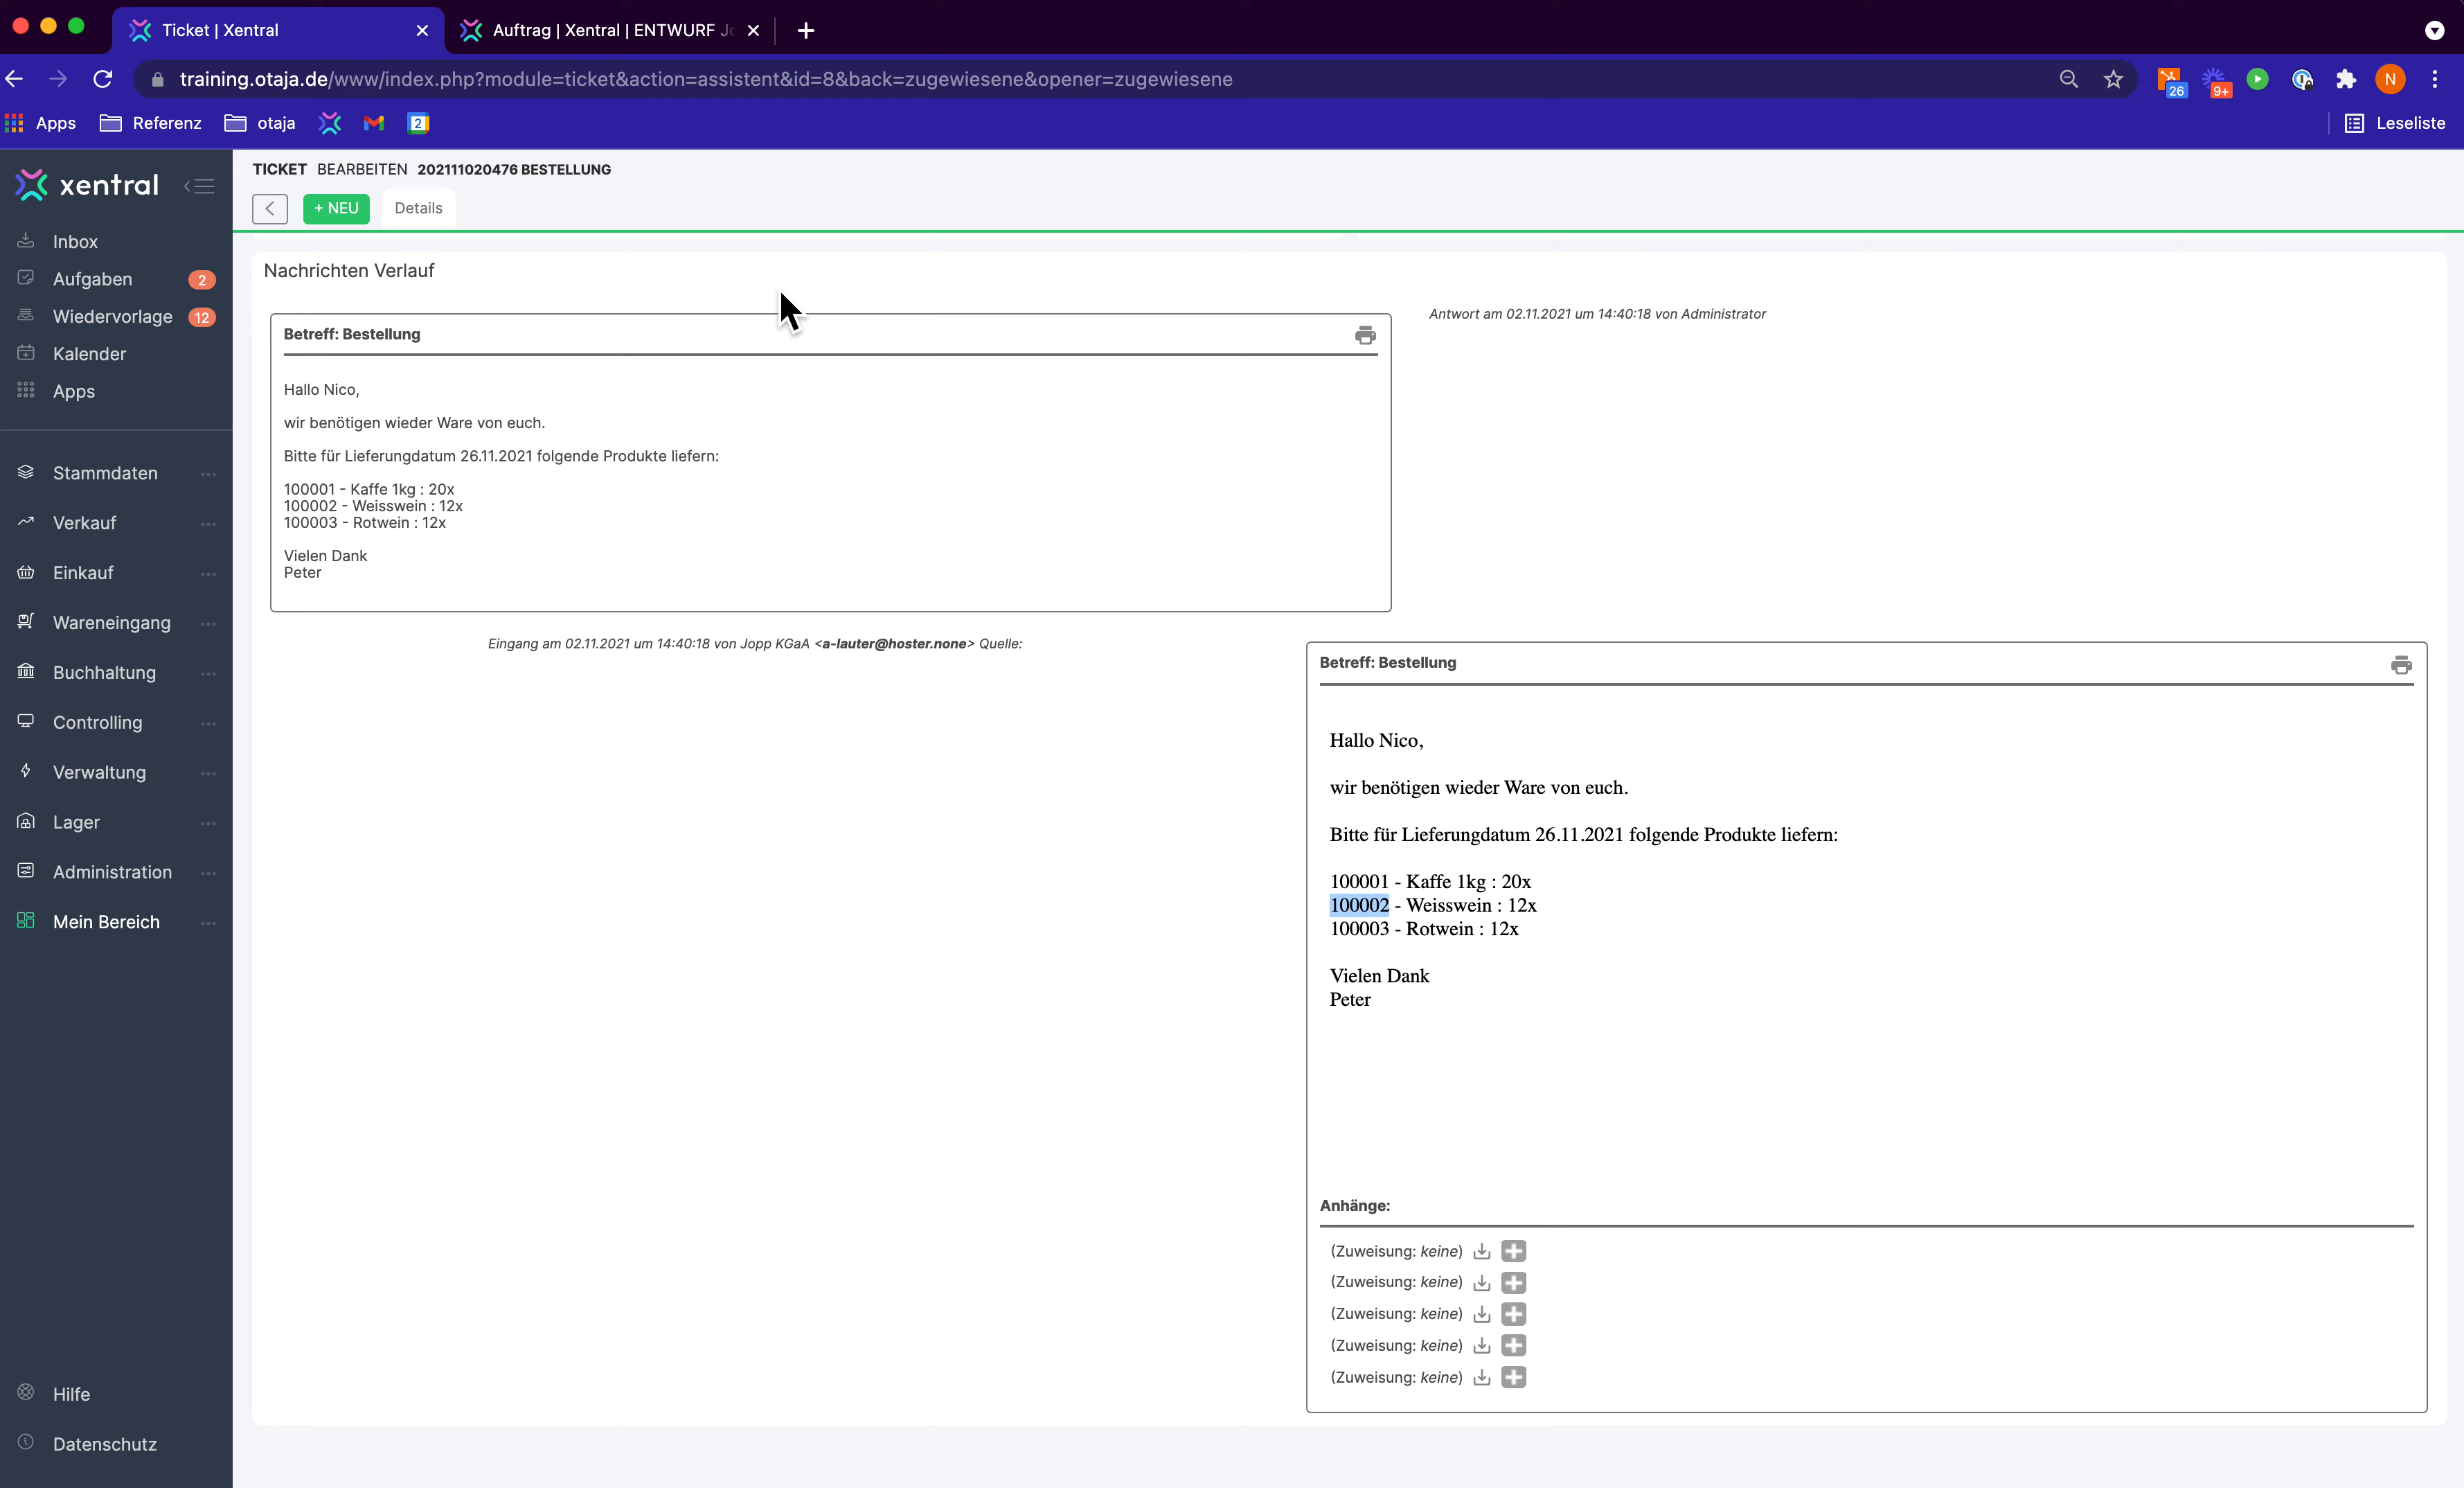 Ticket | Xentral
Auftrag | Xentral | ENTWURF
training.otaja.de/www/index.php?module=ticket&action=assistent&id=8&back=zugewiesene&opener=zugewiesene
26
9+
N
Apps
Referenz
otaja
2
Leseliste
xentral
Inbox
Aufgaben
2
Wiedervorlage
12
Kalender
Apps
Stammdaten
Verkauf
Einkauf
Wareneingang
Buchhaltung
Controlling
Verwaltung
Lager
Administration
Mein Bereich
Hilfe
Datenschutz
TICKET BEARBEITEN 202111020476 BESTELLUNG
+ NEU
Details
Nachrichten Verlauf
Betreff: Bestellung
Hallo Nico,
wir benötigen wieder Ware von euch.
Bitte für Lieferungdatum 26.11.2021 folgende Produkte liefern:
100001 - Kaffe 1kg : 20x
100002 - Weisswein : 12x
100003 - Rotwein : 12x
Vielen Dank
Peter
Antwort am 02.11.2021 um 14:40:18 von Administrator
Eingang am 02.11.2021 um 14:40:18 von Jopp KGaA <a-lauter@hoster.none> Quelle:
Betreff: Bestellung
Hallo Nico,
wir benötigen wieder Ware von euch.
Bitte für Lieferungdatum 26.11.2021 folgende Produkte liefern:
100001 - Kaffe 1kg : 20x
100002 - Weisswein : 12x
100003 - Rotwein : 12x
Vielen Dank
Peter
Anhänge:
(Zuweisung: keine)
(Zuweisung: keine)
(Zuweisung: keine)
(Zuweisung: keine)
(Zuweisung: keine)